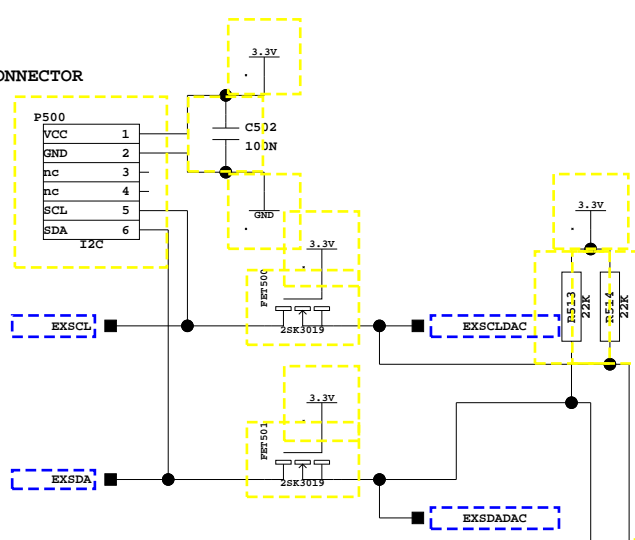 3.3V
ONNECTOR
P500
VCC 1
GND 2
nc 3
nc 4
SCL 5
SDA 6
I2C
C502
100N
GND
3.3V
3.3V
FET500
2SK3019
EXSCL
EXSCLDAC
R513
22K
R514
22K
3.3V
FET501
2SK3019
EXSDA
EXSDADAC